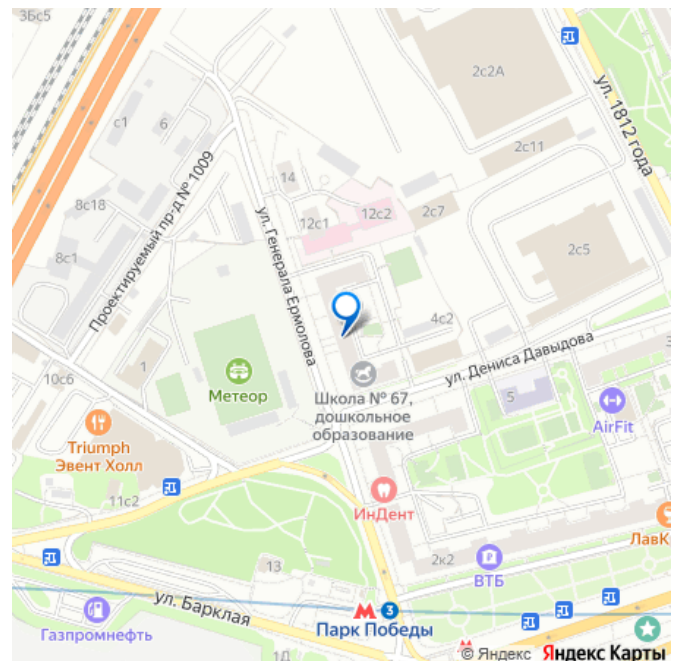 3Бс5
2с2А
ул. 1812 года
с1
6
2с11
Проектируемый пр-д № 1009
14
8с18
12с1
12с2
2с7
ул. Генерала Ермолова
8с1
2с5
4с2
1
ул. Дениса Давыдова
10с6
Метеор
Школа № 67,
дошкольное
образование
5
AirFit
Triumph
Эвент Холл
11с2
ИнДент
ЛавК
2к2
ВТБ
13
ул. Барклая
М 3
Парк Победы
Газпромнефть
1Д
© Яндекс Яндекс Карты